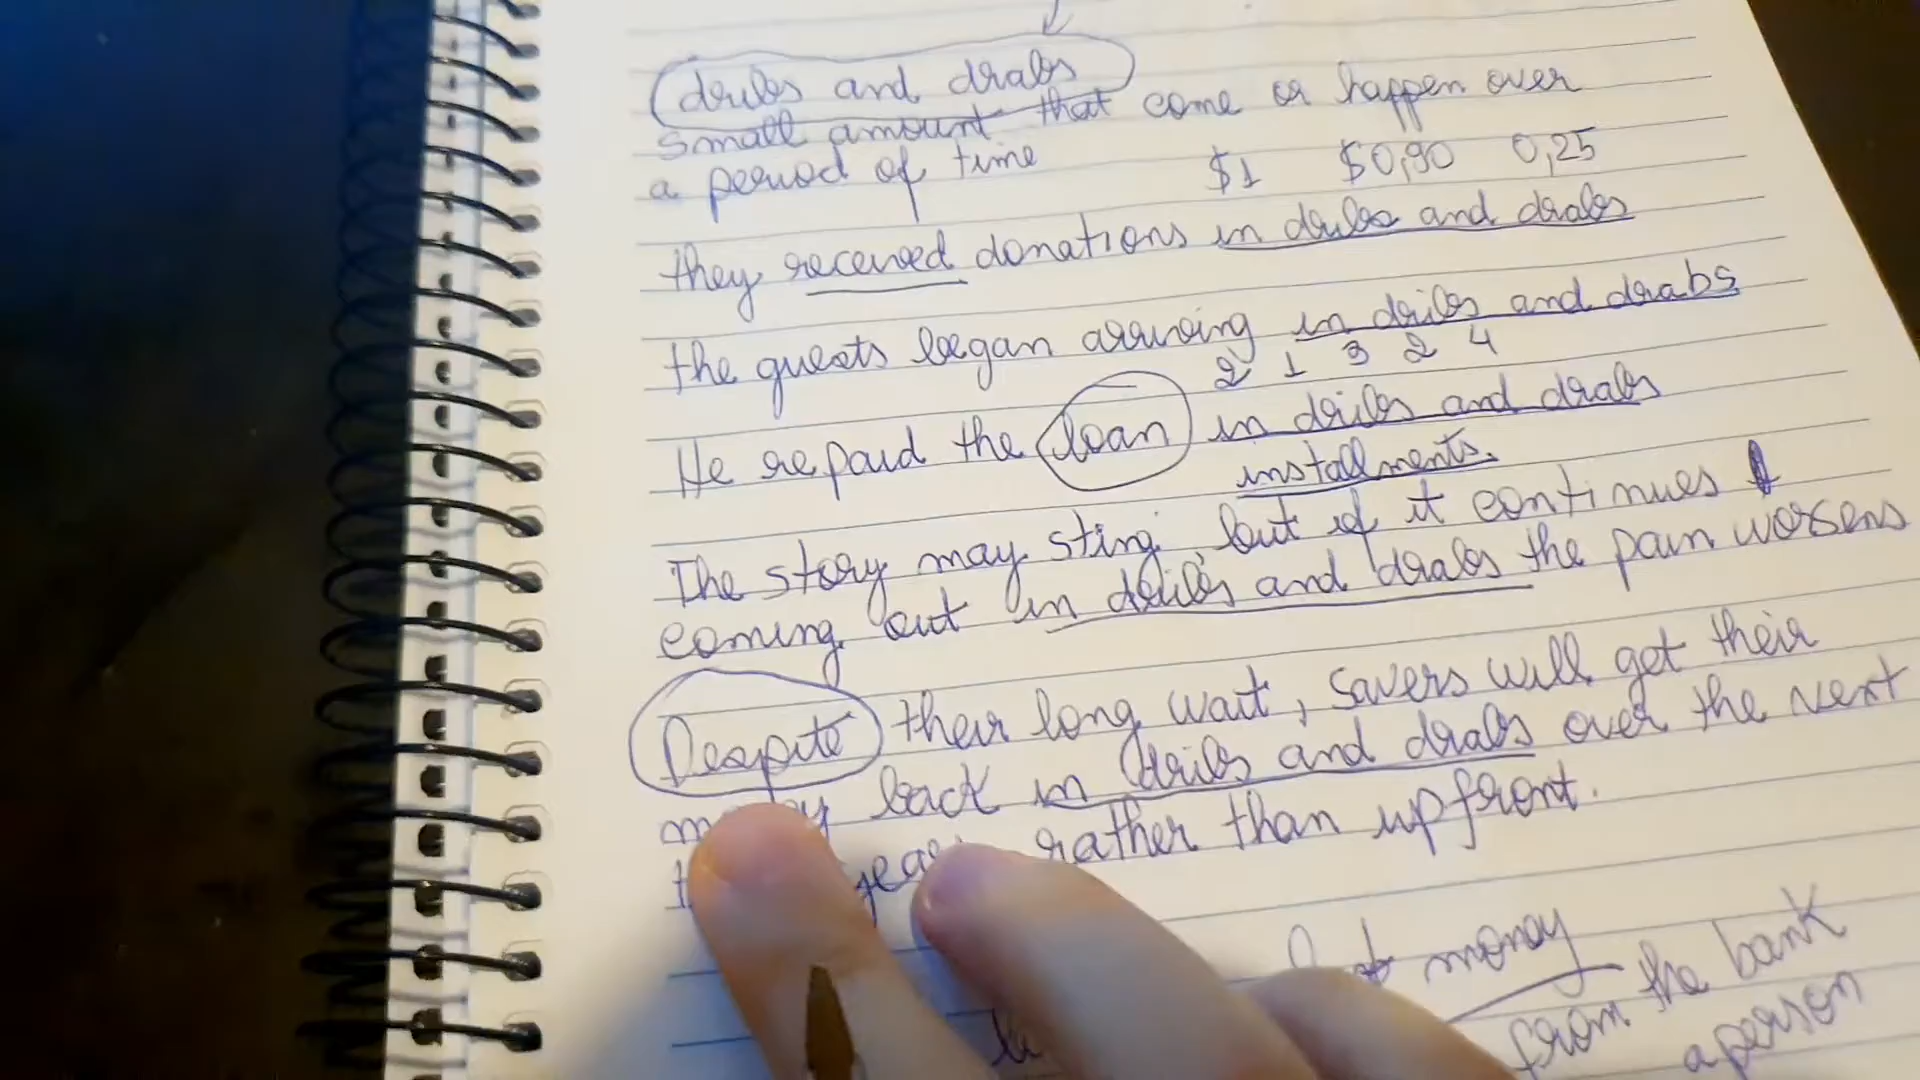 dribs and drabs
small amount that come or happen over
a period of time $1 $0,90 0,25
they received donations in dribs and drabs
the guests began arriving in dribs and drabs
2 1 3 2 4
He repaid the loan in dribs and drabs
installments.
The story may sting, but if it continues
coming out in dribs and drabs the pain worsens
Despite their long wait, savers will get their
back in dribs and drabs over the next
rather than upfront.
money
from the bank
a person